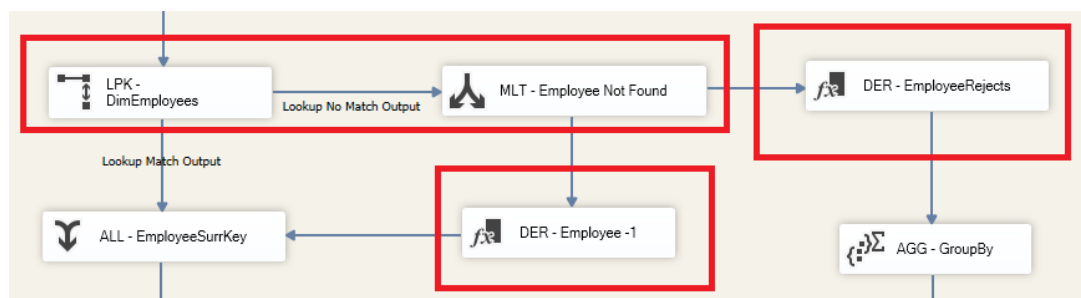 LPK -
DimEmployees
Lookup No Match Output
MLT - Employee Not Found
DER - EmployeeRejects
Lookup Match Output
ALL - EmployeeSurrKey
DER - Employee -1
AGG - GroupBy